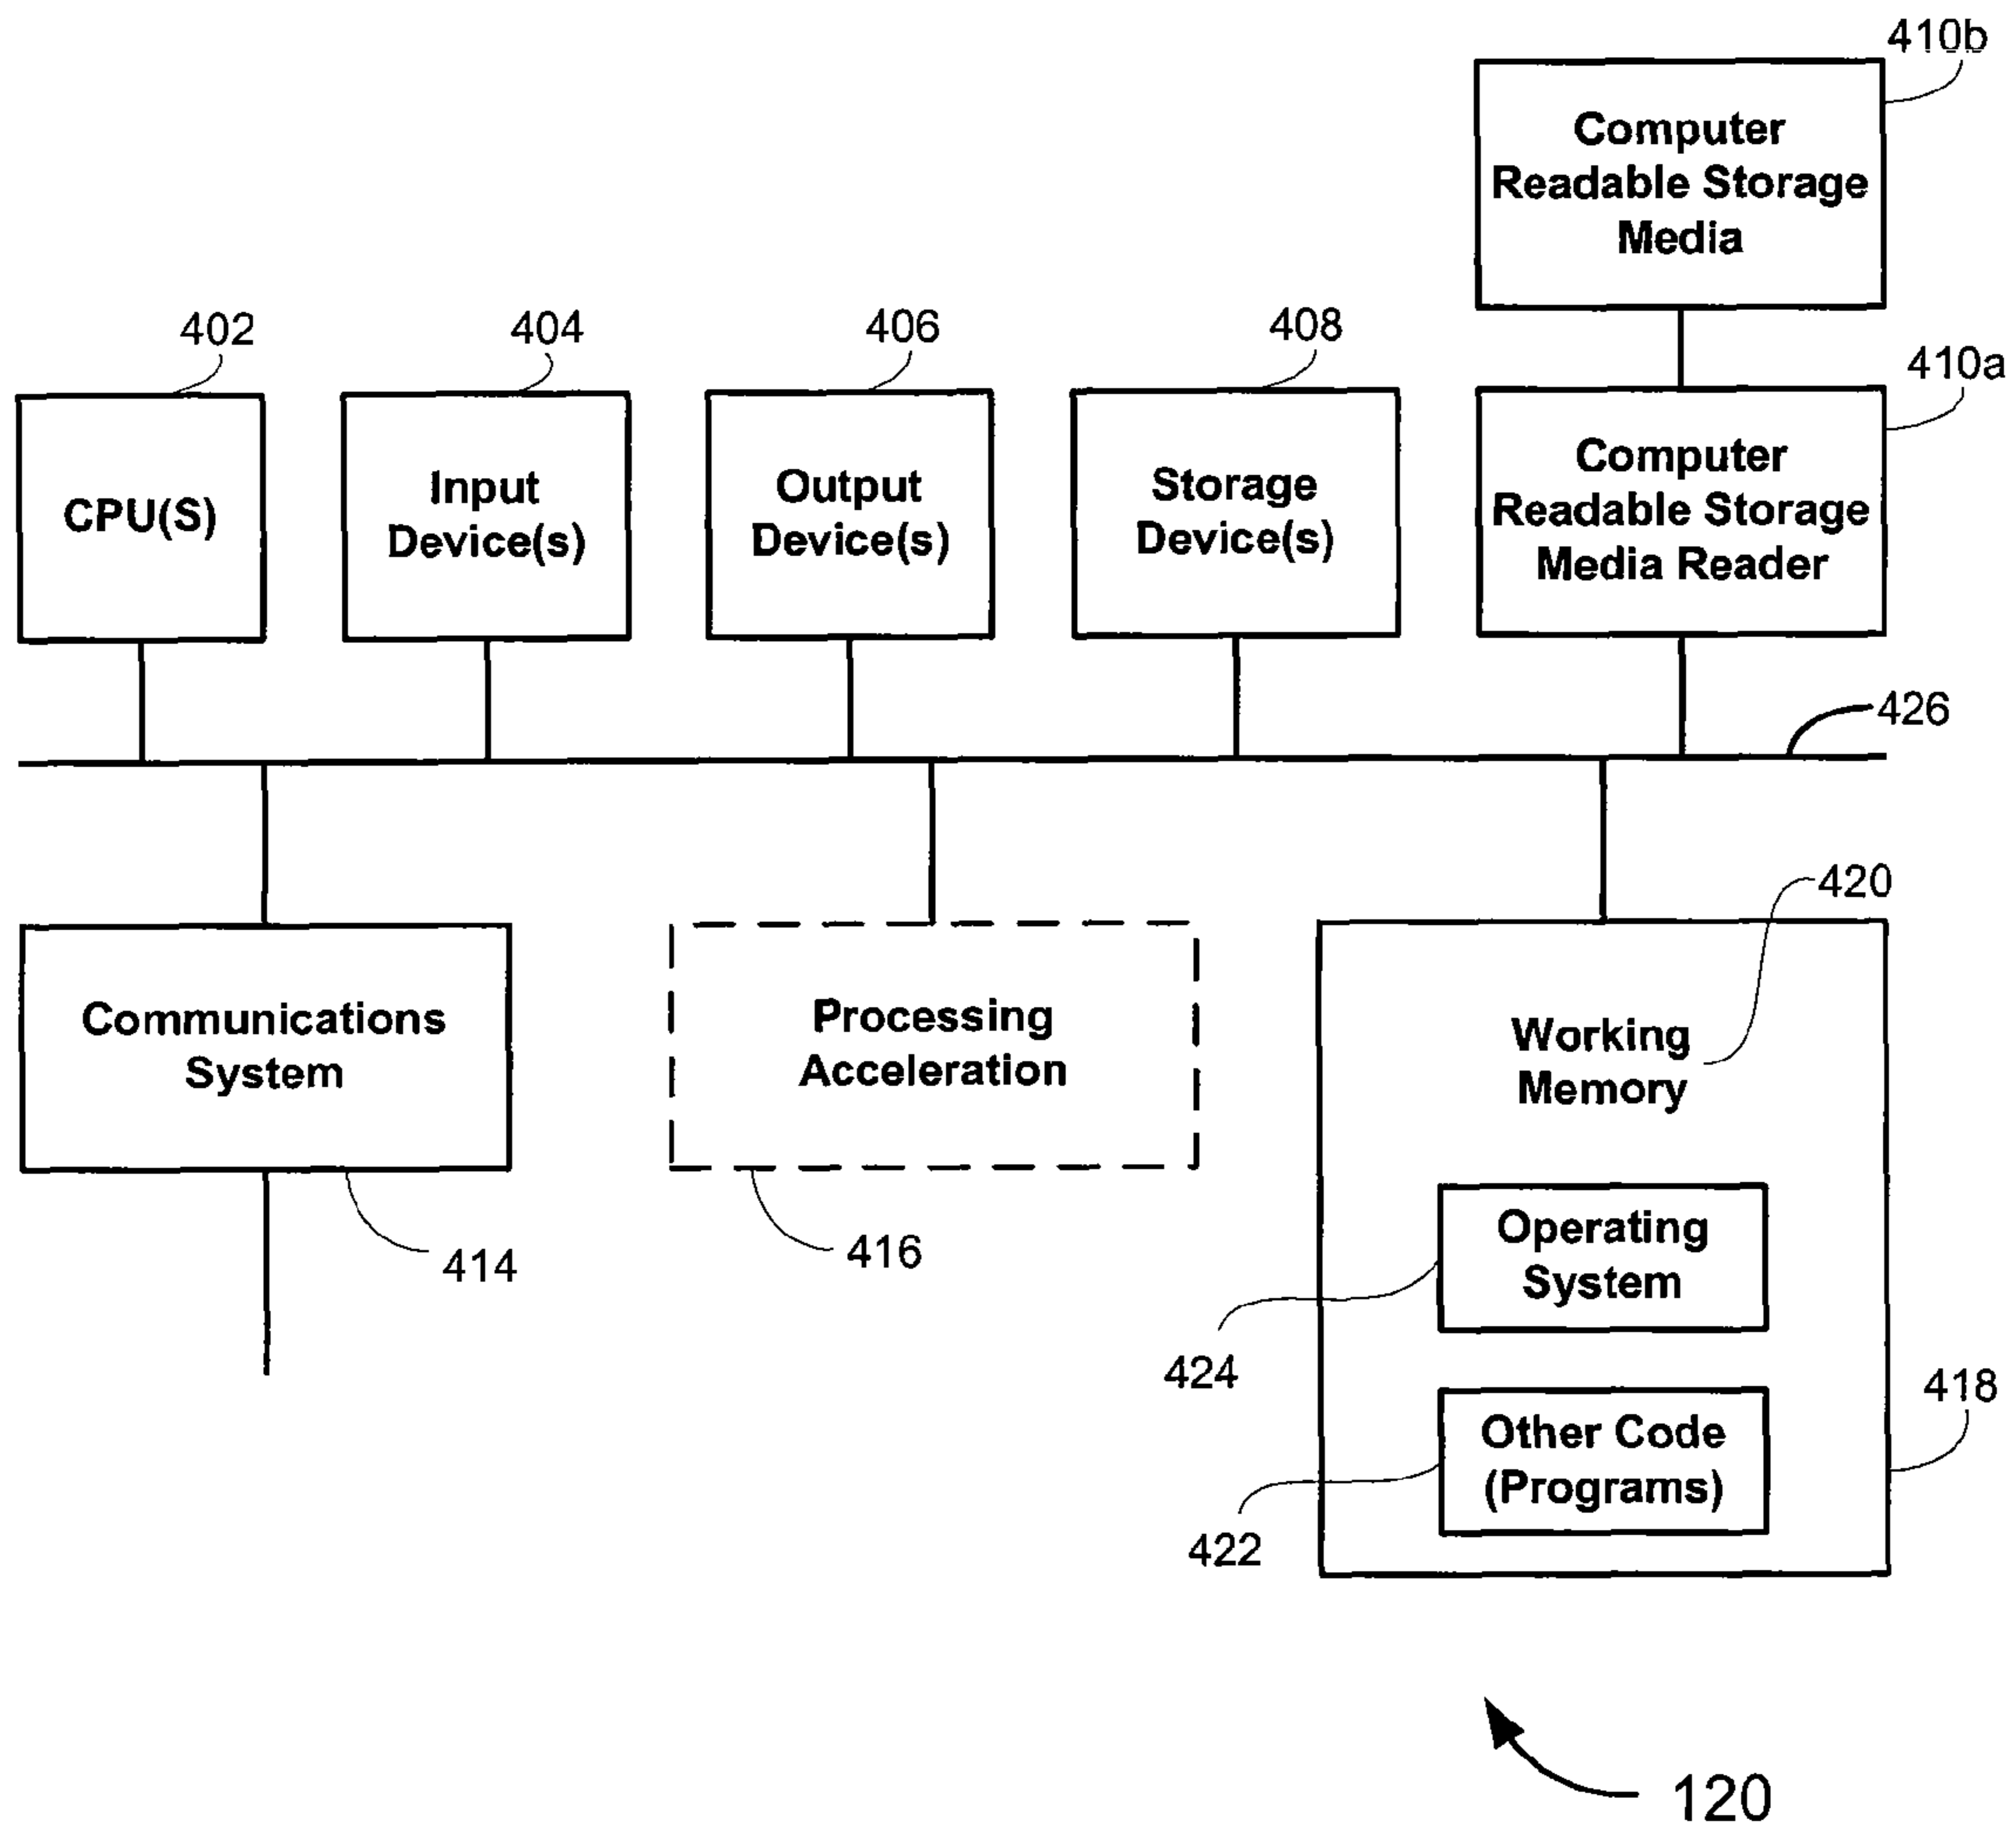 410b
Computer
Readable Storage
Media
402
404
406
408
410a
CPU(S)
Input
Device(s)
Output
Device(s)
Storage
Device(s)
Computer
Readable Storage
Media Reader
426
420
Communications
System
Processing
Acceleration
Working
Memory
414
416
Operating
System
424
418
Other Code
(Programs)
422
120